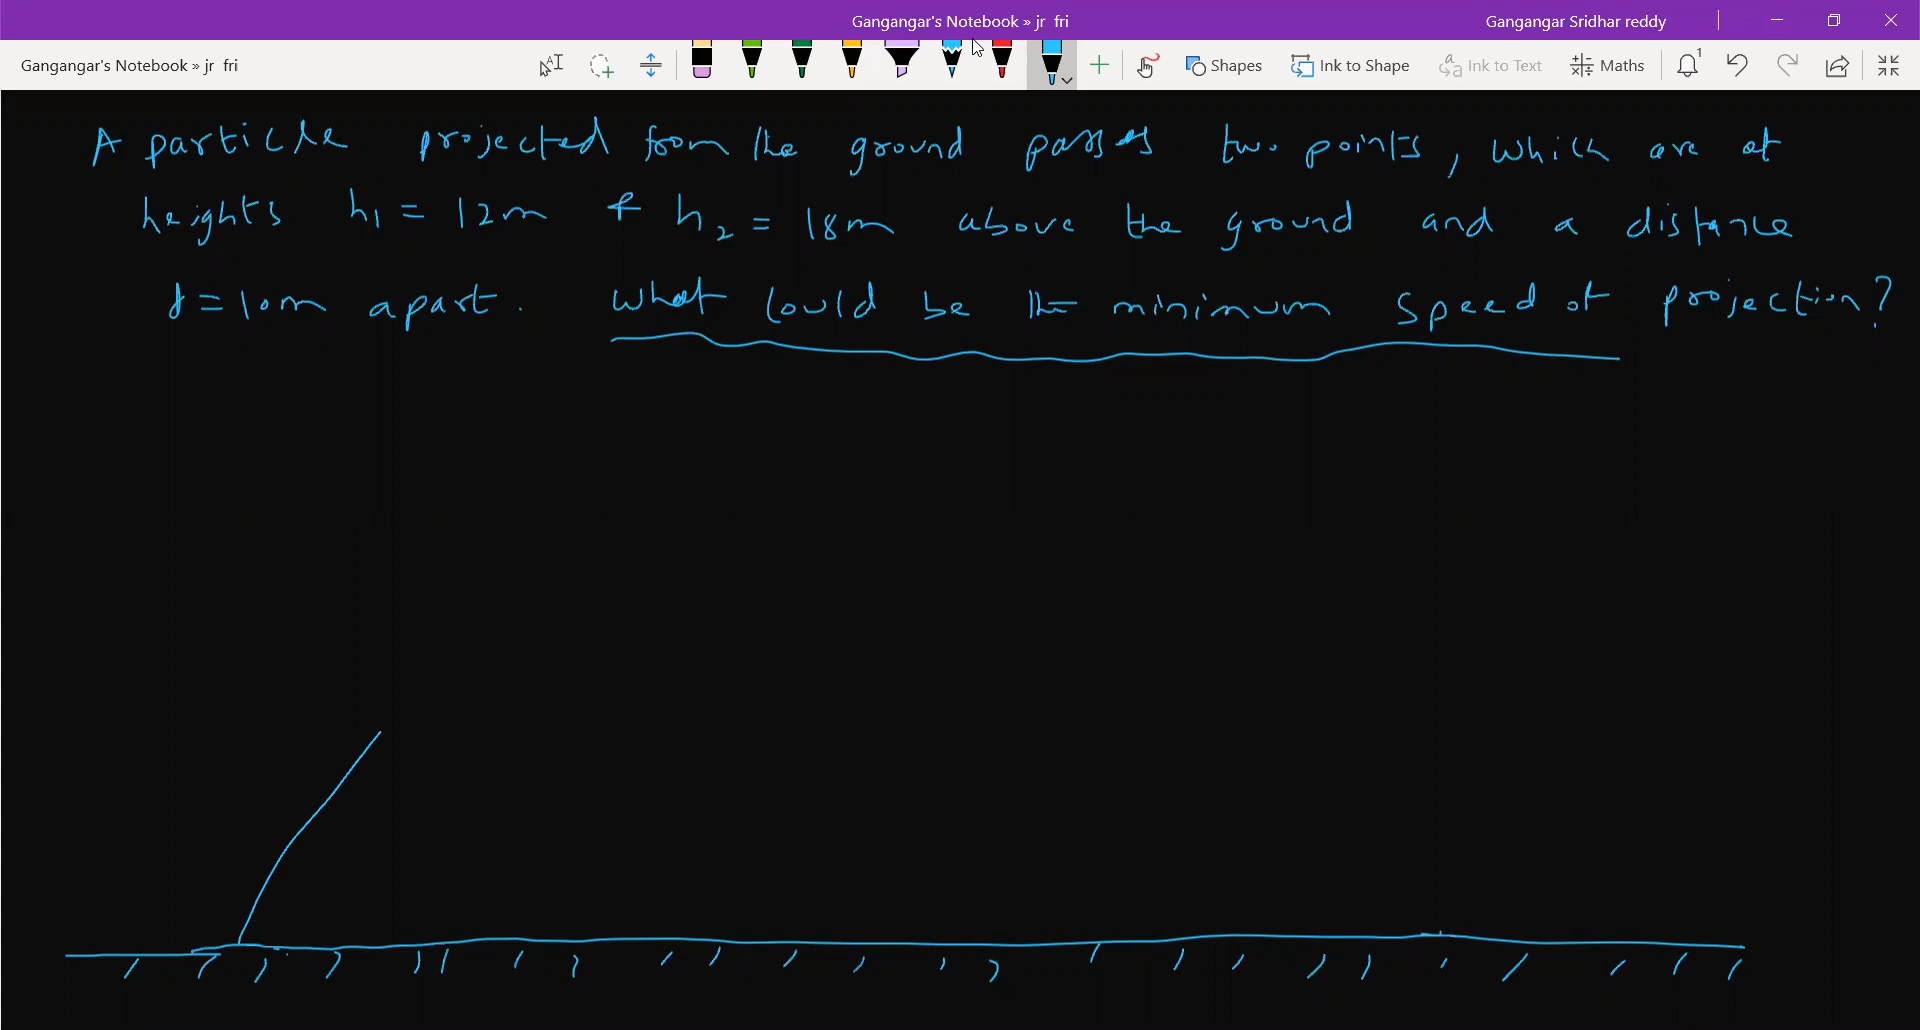 Gangangar's Notebook » jr fri
Gangangar Sridhar reddy
Gangangar's Notebook » jr fri
Shapes
Ink to Shape
Ink to Text
Maths
1
A particle projected from the ground passes two points, which are at
heights h₁ = 12m & h₂ = 18m above the ground and a distance
d = 10m apart. What could be the minimum speed of projection?